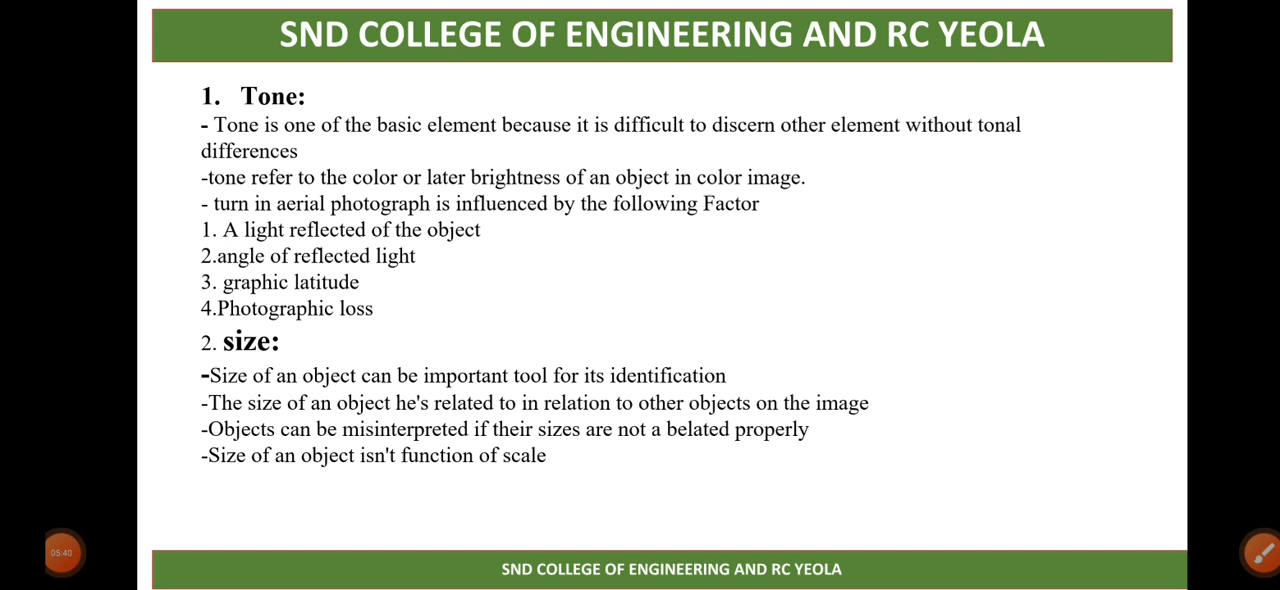 SND COLLEGE OF ENGINEERING AND RC YEOLA
1. Tone:
- Tone is one of the basic element because it is difficult to discern other element without tonal
differences
-tone refer to the color or later brightness of an object in color image.
- turn in aerial photograph is influenced by the following Factor
1. A light reflected of the object
2.angle of reflected light
3. graphic latitude
4.Photographic loss
2. size:
-Size of an object can be important tool for its identification
-The size of an object he's related to in relation to other objects on the image
-Objects can be misinterpreted if their sizes are not a belated properly
-Size of an object isn't function of scale
05:40
SND COLLEGE OF ENGINEERING AND RC YEOLA